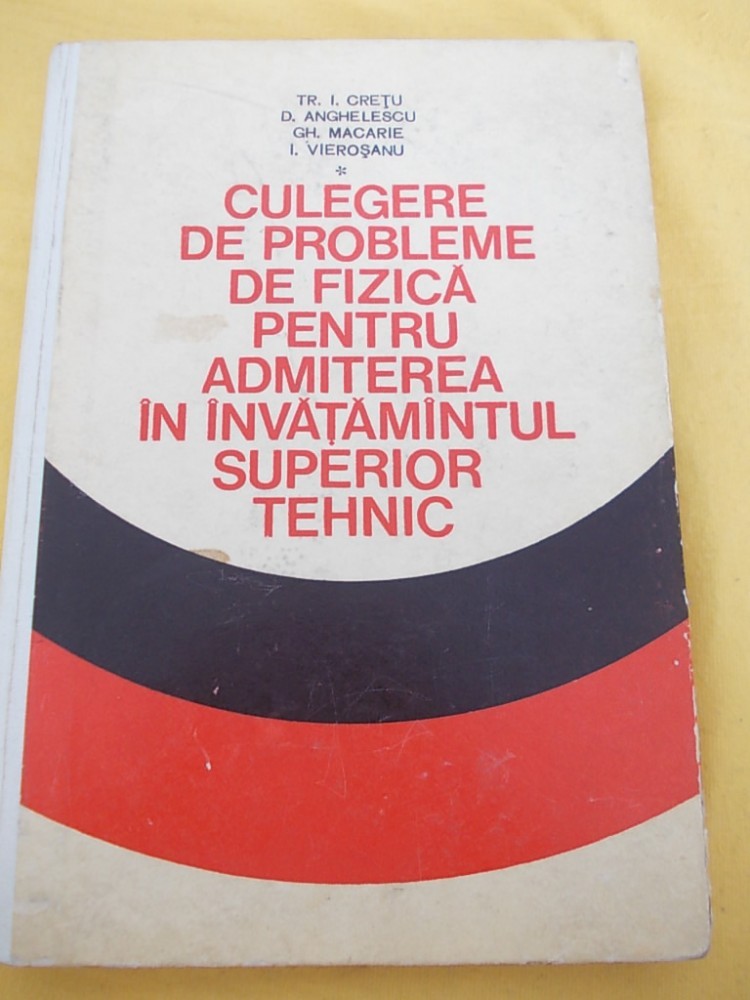 TR. I. CREŢU
D. ANGHELESCU
GH. MACARIE
I. VIEROŞANU
*
CULEGERE
DE PROBLEME
DE FIZICĂ
PENTRU
ADMITEREA
ÎN ÎNVĂŢĂMÎNTUL
SUPERIOR
TEHNIC